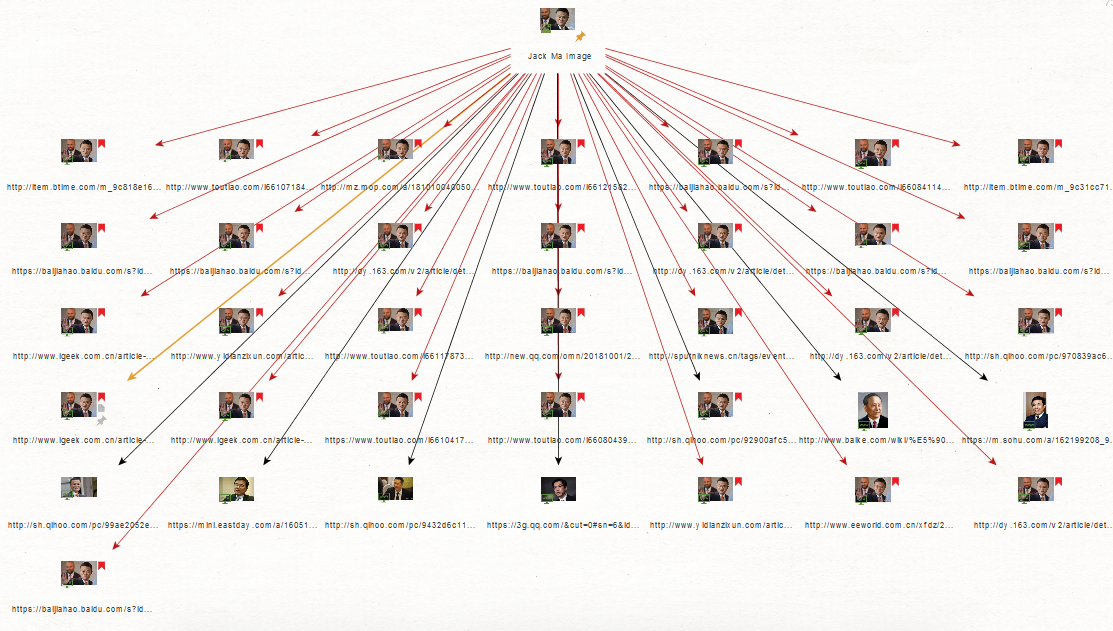 Jack Ma Image
http://item.btime.com/m_9c818e16...
http://www.toutiao.com/i66107184...
http://mz.mop.com/a/181010040050...
http://www.toutiao.com/i66121582...
https://baijiahao.baidu.com/s?id...
http://www.toutiao.com/i66084114...
http://item.btime.com/m_9c31cc71...
https://baijiahao.baidu.com/s?id...
https://baijiahao.baidu.com/s?id...
http://dy.163.com/v2/article/det...
https://baijiahao.baidu.com/s?id...
http://dy.163.com/v2/article/det...
https://baijiahao.baidu.com/s?id...
https://baijiahao.baidu.com/s?id...
http://www.igeek.com.cn/article-...
http://www.yidianzixun.com/artic...
http://www.toutiao.com/i66117873...
http://new.qq.com/omn/20181001/2...
http://sputniknews.cn/tags/event...
http://dy.163.com/v2/article/det...
http://sh.qihoo.com/pc/970839ac6...
http://www.igeek.com.cn/article-...
http://www.igeek.com.cn/article-...
https://www.toutiao.com/i6610417...
http://www.toutiao.com/i66080439...
http://sh.qihoo.com/pc/92900afc5...
http://www.baike.com/wiki/%E5%90...
https://m.sohu.com/a/162199208_9...
http://sh.qihoo.com/pc/99ae2052e...
https://mini.eastday.com/a/16051...
http://sh.qihoo.com/pc/9432d6c11...
https://3g.qq.com/&cut=0#sn=6&id...
http://www.yidianzixun.com/artic...
http://www.eeworld.com.cn/xfdz/2...
http://dy.163.com/v2/article/det...
https://baijiahao.baidu.com/s?id...